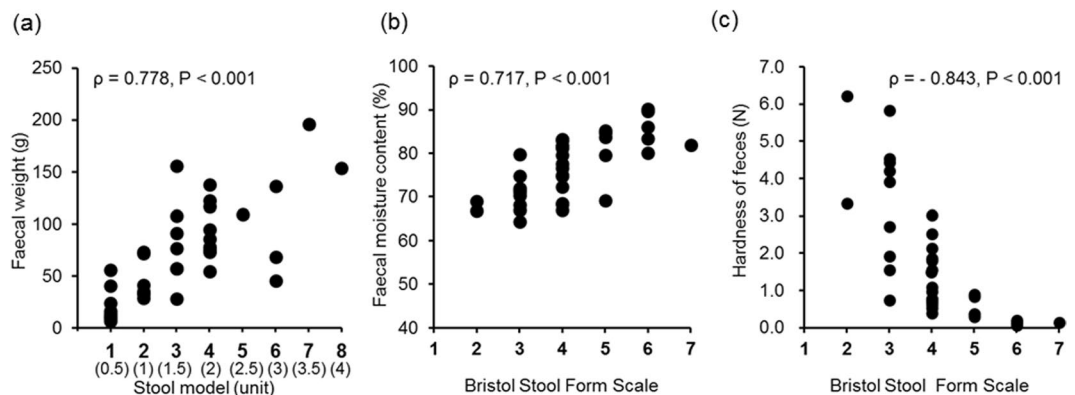 (a)
ρ = 0.778, P < 0.001
Faecal weight (g)
250
200
150
100
50
0
1 2 3 4 5 6 7 8
(0.5) (1) (1.5) (2) (2.5) (3) (3.5) (4)
Stool model (unit)
(b)
ρ = 0.717, P < 0.001
Faecal moisture content (%)
100
90
80
70
60
50
40
1 2 3 4 5 6 7
Bristol Stool Form Scale
(c)
ρ = - 0.843, P < 0.001
Hardness of feces (N)
7.0
6.0
5.0
4.0
3.0
2.0
1.0
0.0
1 2 3 4 5 6 7
Bristol Stool Form Scale